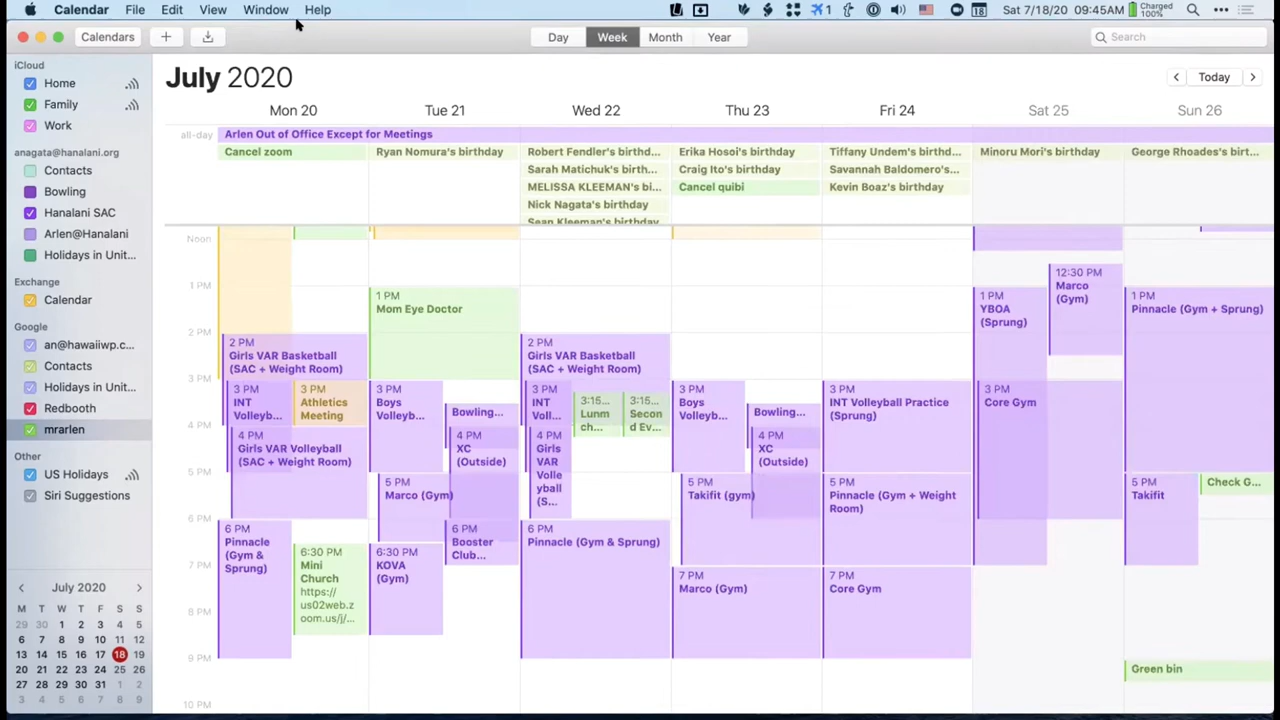 Calendar File Edit View Window Help 1 18 Sat 7/18/20 09:45AM Charged 100%
Calendars + Day Week Month Year Search
iCloud
Home
Family
Work
anagata@hanalani.org
Contacts
Bowling
Hanalani SAC
Arlen@Hanalani
Holidays in Unit...
Exchange
Calendar
Google
an@hawaiiwp.c...
Contacts
Holidays in Unit...
Redbooth
mrarlen
Other
US Holidays
Siri Suggestions
July 2020
M T W T F S S
29 30 1 2 3 4 5
6 7 8 9 10 11 12
13 14 15 16 17 18 19
20 21 22 23 24 25 26
27 28 29 30 31 1 2
3 4 5 6 7 8 9
July 2020
Today
Mon 20 Tue 21 Wed 22 Thu 23 Fri 24 Sat 25 Sun 26
all-day
Arlen Out of Office Except for Meetings
Cancel zoom
Ryan Nomura's birthday
Robert Fendler's birthd...
Sarah Matichuk's birth...
MELISSA KLEEMAN's bi...
Nick Nagata's birthday
Sean Kleeman's birthday
Erika Hosoi's birthday
Craig Ito's birthday
Cancel quibi
Tiffany Undem's birthd...
Savannah Baldomero's...
Kevin Boaz's birthday
Minoru Mori's birthday
George Rhoades's birt...
Noon
1 PM
2 PM
3 PM
4 PM
5 PM
6 PM
7 PM
8 PM
9 PM
10 PM
2 PM
Girls VAR Basketball
(SAC + Weight Room)
3 PM
INT
Volleyb...
3 PM
Athletics
Meeting
4 PM
Girls VAR Volleyball
(SAC + Weight Room)
6 PM
Pinnacle
(Gym &
Sprung)
6:30 PM
Mini
Church
https://
us02web.z
oom.us/j/...
1 PM
Mom Eye Doctor
3 PM
Boys
Volleyb...
Bowling...
4 PM
XC
(Outside)
5 PM
Marco (Gym)
6 PM
Booster
Club...
6:30 PM
KOVA
(Gym)
2 PM
Girls VAR Basketball
(SAC + Weight Room)
3 PM
INT
Voll...
3:15...
Lunm
ch...
3:15...
Secon
d Ev...
4 PM
Girls
VAR
Volle
yball
(S...
6 PM
Pinnacle (Gym & Sprung)
3 PM
Boys
Volleyb...
Bowling...
4 PM
XC
(Outside)
5 PM
Takifit (gym)
7 PM
Marco (Gym)
3 PM
INT Volleyball Practice
(Sprung)
5 PM
Pinnacle (Gym + Weight
Room)
7 PM
Core Gym
12:30 PM
Marco
(Gym)
1 PM
YBOA
(Sprung)
3 PM
Core Gym
1 PM
Pinnacle (Gym + Sprung)
5 PM
Takifit
Check G...
Green bin